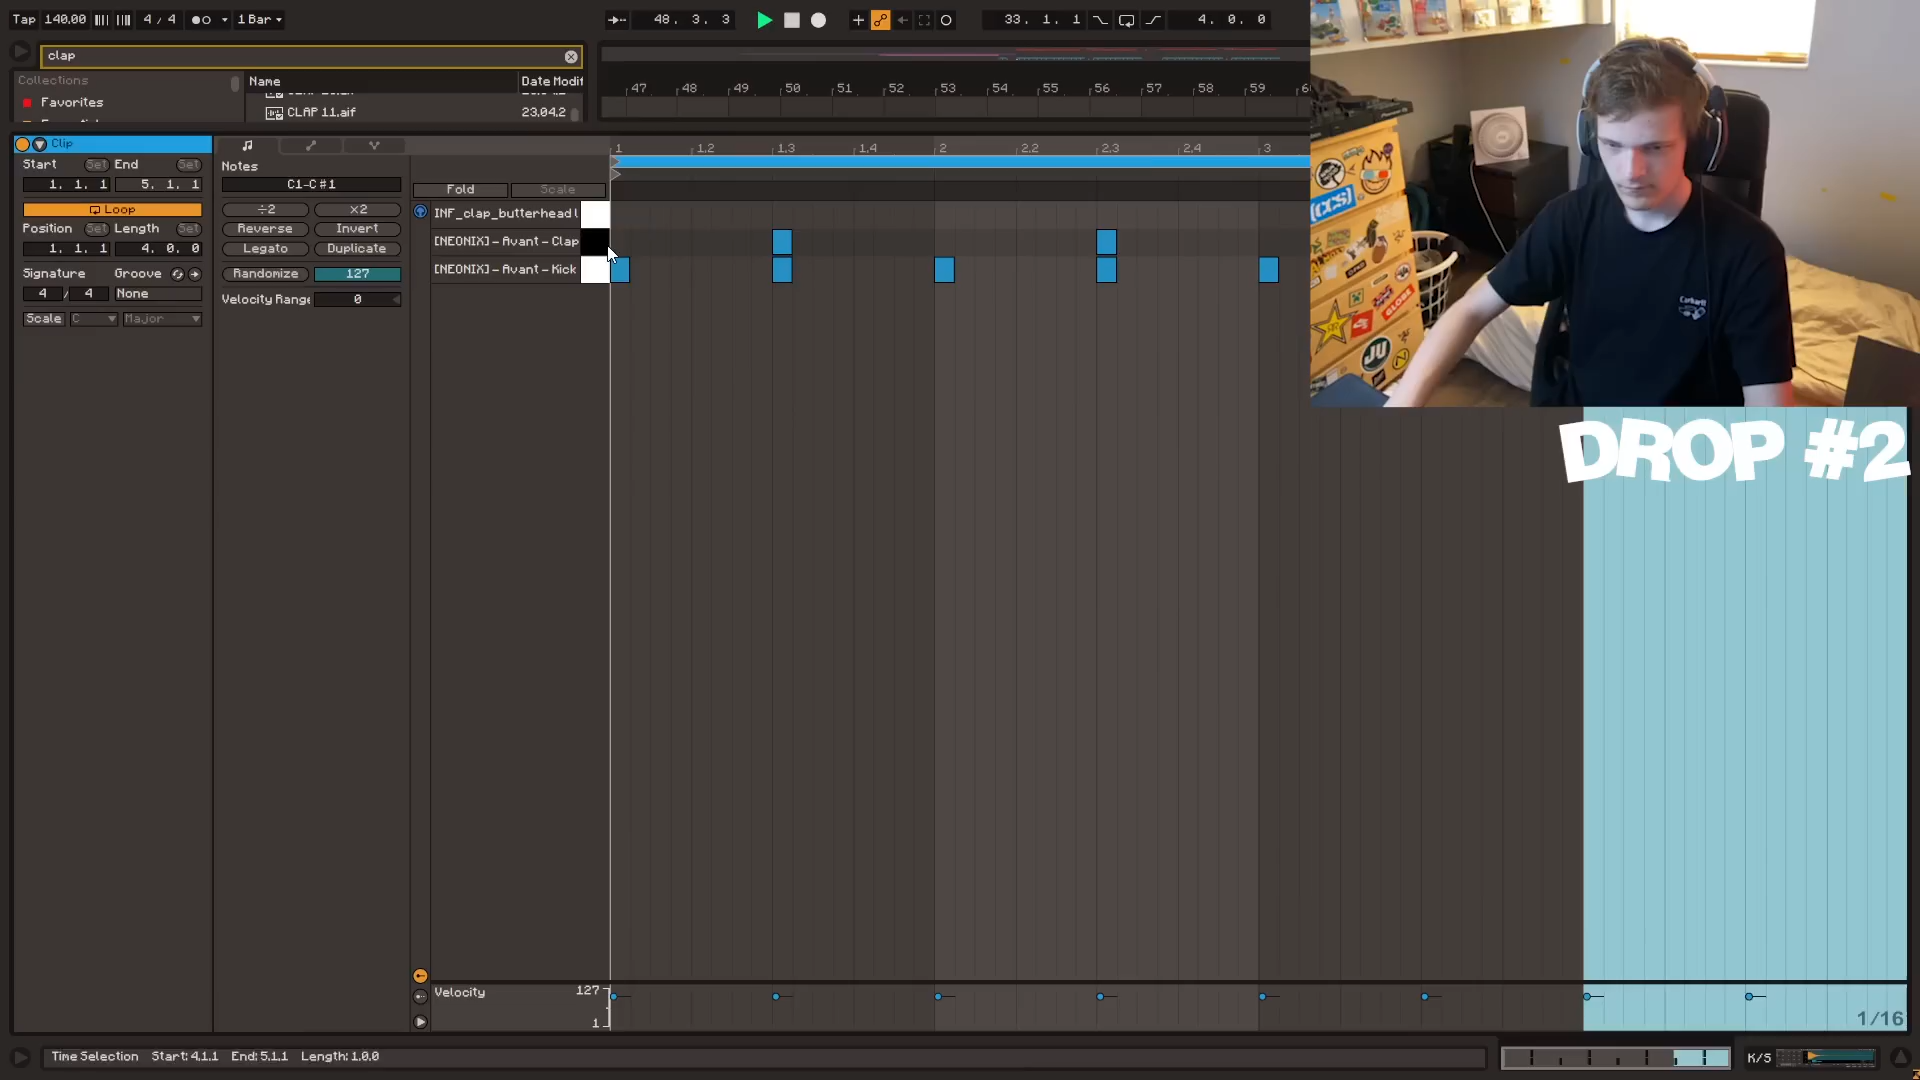 Tap 140.00 4 / 4 1 Bar 48. 3. 3 33. 1. 1 4. 0. 0
clap
Collections Name Date Modif
Favorites
CLAP 11.aif 23.04.2
47 48 49 50 51 52 53 54 55 56 57 58 59
Clip
Start Set End Set
1. 1. 1 5. 1. 1
Loop
Position Set Length Set
1. 1. 1 4. 0. 0
Signature Groove
4 / 4 None
Scale C Major
Notes
C1-C#1
÷2 ×2
Reverse Invert
Legato Duplicate
Randomize 127
Velocity Range 0
1 1.2 1.3 1.4 2 2.2 2.3 2.4 3
Fold Scale
INF_clap_butterhead
[NEONIX]-Avant-Clap
[NEONIX]-Avant-Kick
Carhartt
[CCS]
GLOBE
JU
DROP #2
Velocity 127
1
1/16
Time Selection Start: 4.1.1 End: 5.1.1 Length: 1.0.0
K/S